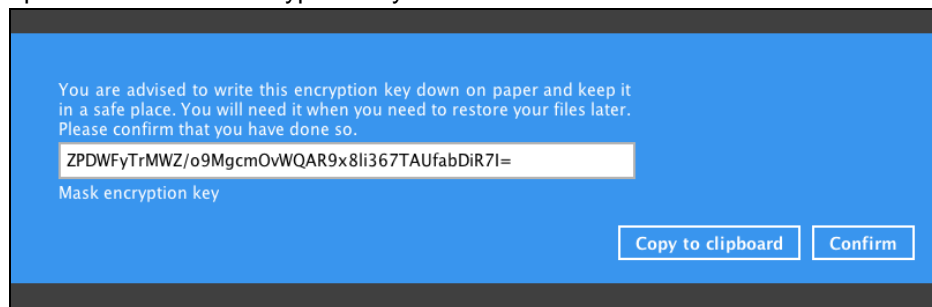 You are advised to write this encryption key down on paper and keep it
in a safe place. You will need it when you need to restore your files later.
Please confirm that you have done so.
ZPDWFyTrMWZ/o9MgcmOvWQAR9x8li367TAUfabDiR7I=
Mask encryption key
Copy to clipboard
Confirm